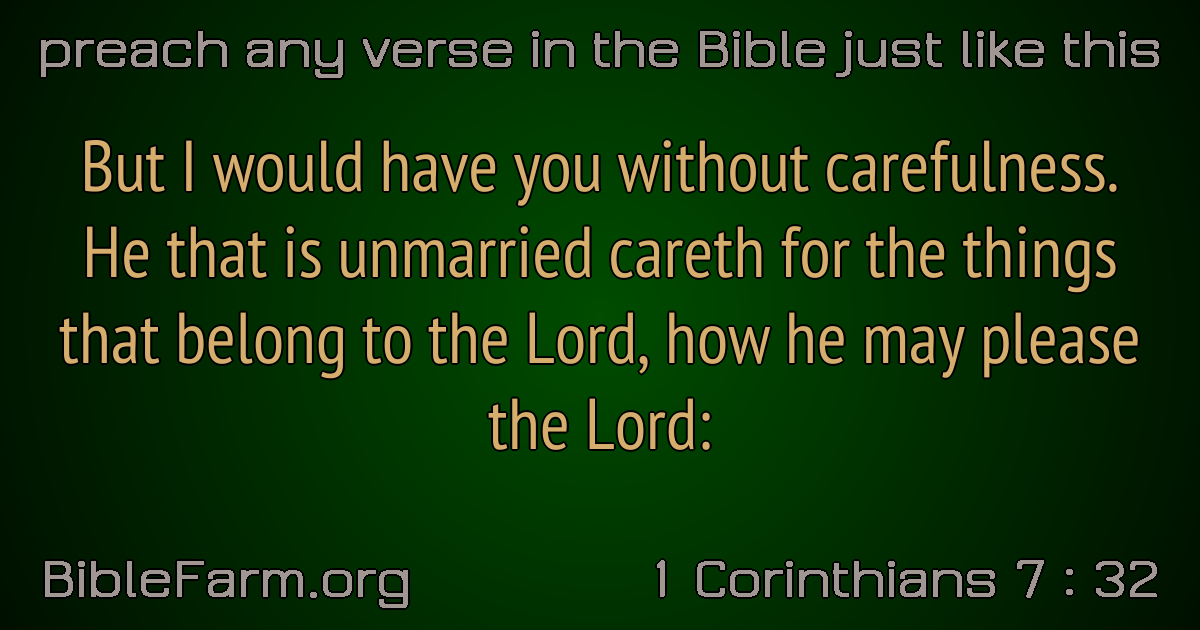 preach any verse in the Bible just like this
But I would have you without carefulness.
He that is unmarried careth for the things
that belong to the Lord, how he may please
the Lord:
BibleFarm.org
1 Corinthians 7 : 32